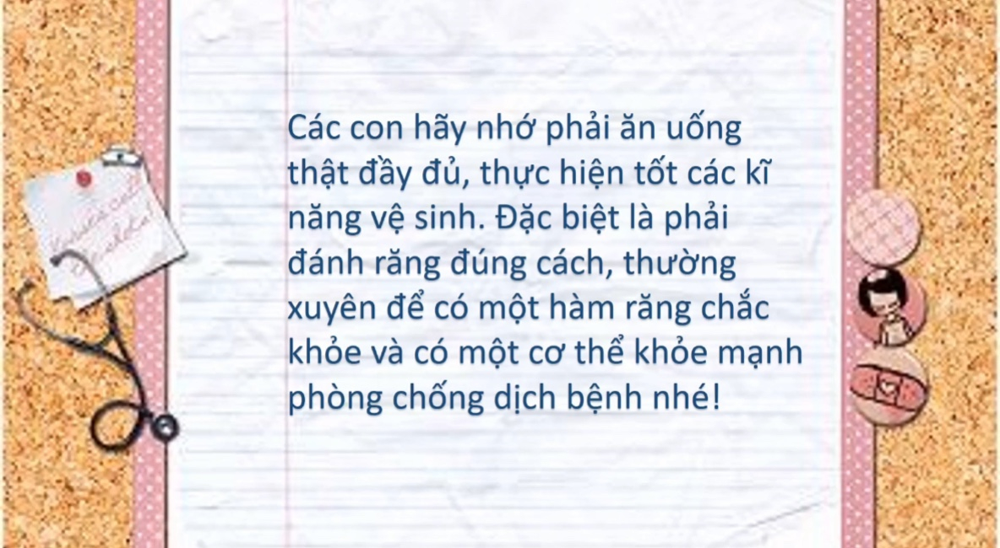 Các con hãy nhớ phải ăn uống
thật đầy đủ, thực hiện tốt các kĩ
năng vệ sinh. Đặc biệt là phải
đánh răng đúng cách, thường
xuyên để có một hàm răng chắc
khỏe và có một cơ thể khỏe mạnh
phòng chống dịch bệnh nhé!